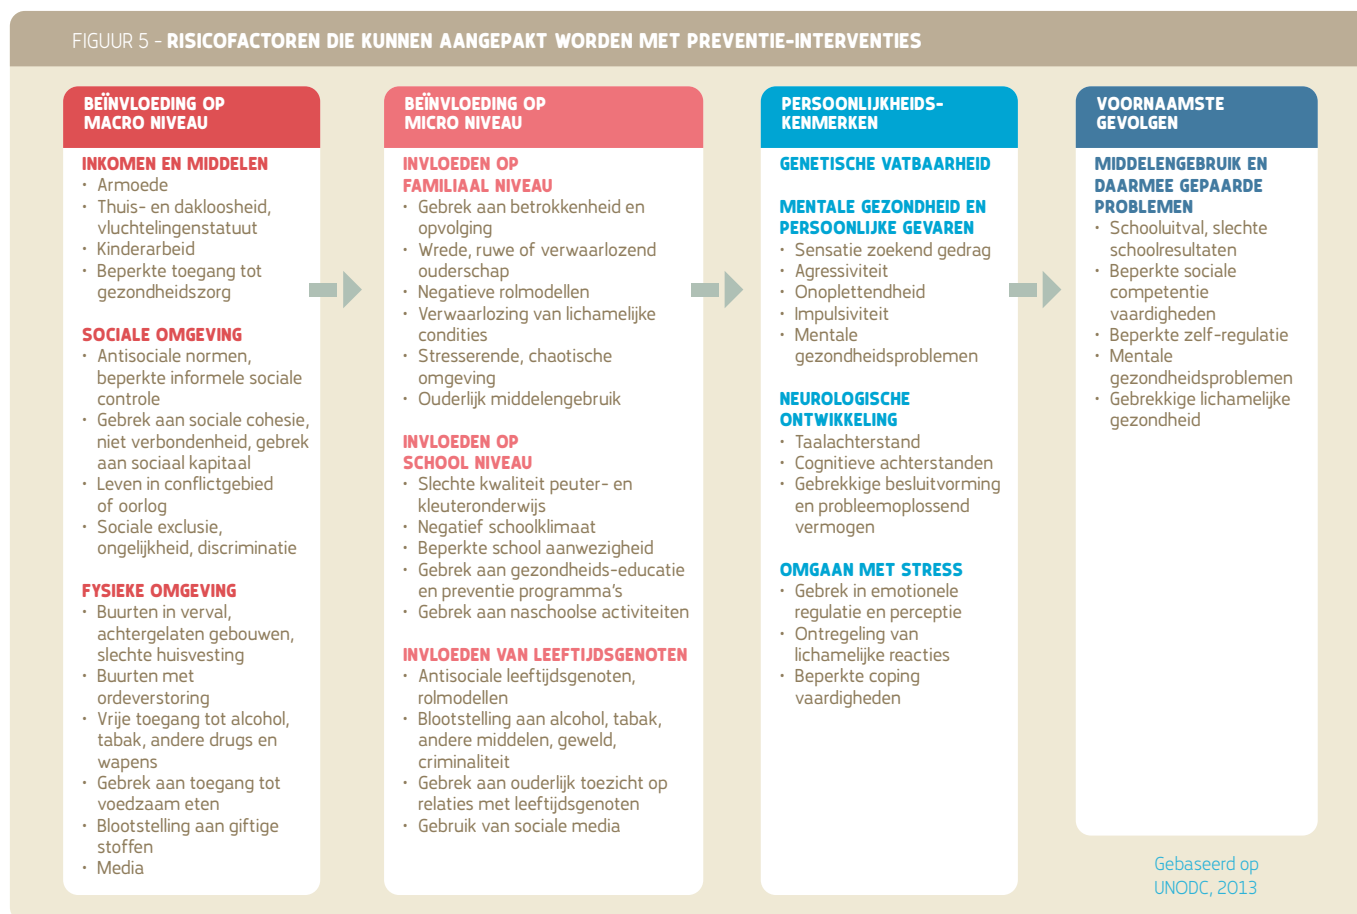 FIGUUR 5 - RISICOFACTOREN DIE KUNNEN AANGEPAKT WORDEN MET PREVENTIE-INTERVENTIES
BEÏNVLOEDING OP
MACRO NIVEAU
INKOMEN EN MIDDELEN
• Armoede
• Thuis- en dakloosheid,
vluchtelingenstatuut
• Kinderarbeid
• Beperkte toegang tot
gezondheidszorg
SOCIALE OMGEVING
• Antisociale normen,
beperkte informele sociale
controle
• Gebrek aan sociale cohesie,
niet verbondenheid, gebrek
aan sociaal kapitaal
• Leven in conflictgebied
of oorlog
• Sociale exclusie,
ongelijkheid, discriminatie
FYSIEKE OMGEVING
• Buurten in verval,
achtergelaten gebouwen,
slechte huisvesting
• Buurten met
ordeverstoring
• Vrije toegang tot alcohol,
tabak, andere drugs en
wapens
• Gebrek aan toegang tot
voedzaam eten
• Blootstelling aan giftige
stoffen
• Media
BEÏNVLOEDING OP
MICRO NIVEAU
INVLOEDEN OP
FAMILIAAL NIVEAU
• Gebrek aan betrokkenheid en
opvolging
• Wrede, ruwe of verwaarlozend
ouderschap
• Negatieve rolmodellen
• Verwaarlozing van lichamelijke
condities
• Stresserende, chaotische
omgeving
• Ouderlijk middelengebruik
INVLOEDEN OP
SCHOOL NIVEAU
• Slechte kwaliteit peuter- en
kleuteronderwijs
• Negatief schoolklimaat
• Beperkte school aanwezigheid
• Gebrek aan gezondheids-educatie
en preventie programma's
• Gebrek aan naschoolse activiteiten
INVLOEDEN VAN LEEFTIJDSGENOTEN
• Antisociale leeftijdsgenoten,
rolmodellen
• Blootstelling aan alcohol, tabak,
andere middelen, geweld,
criminaliteit
• Gebrek aan ouderlijk toezicht op
relaties met leeftijdsgenoten
• Gebruik van sociale media
PERSOONLIJKHEIDS-
KENMERKEN
GENETISCHE VATBAARHEID
MENTALE GEZONDHEID EN
PERSOONLIJKE GEVAREN
• Sensatie zoekend gedrag
• Agressiviteit
• Onoplettendheid
• Impulsiviteit
• Mentale
gezondheidsproblemen
NEUROLOGISCHE
ONTWIKKELING
• Taalachterstand
• Cognitieve achterstanden
• Gebrekkige besluitvorming
en probleemoplossend
vermogen
OMGAAN MET STRESS
• Gebrek in emotionele
regulatie en perceptie
• Ontregeling van
lichamelijke reacties
• Beperkte coping
vaardigheden
VOORNAAMSTE
GEVOLGEN
MIDDELENGEBRUIK EN
DAARMEE GEPAARDE
PROBLEMEN
• Schooluitval, slechte
schoolresultaten
• Beperkte sociale
competentie
vaardigheden
• Beperkte zelf-regulatie
• Mentale
gezondheidsproblemen
• Gebrekkige lichamelijke
gezondheid
Gebaseerd op
UNODC, 2013